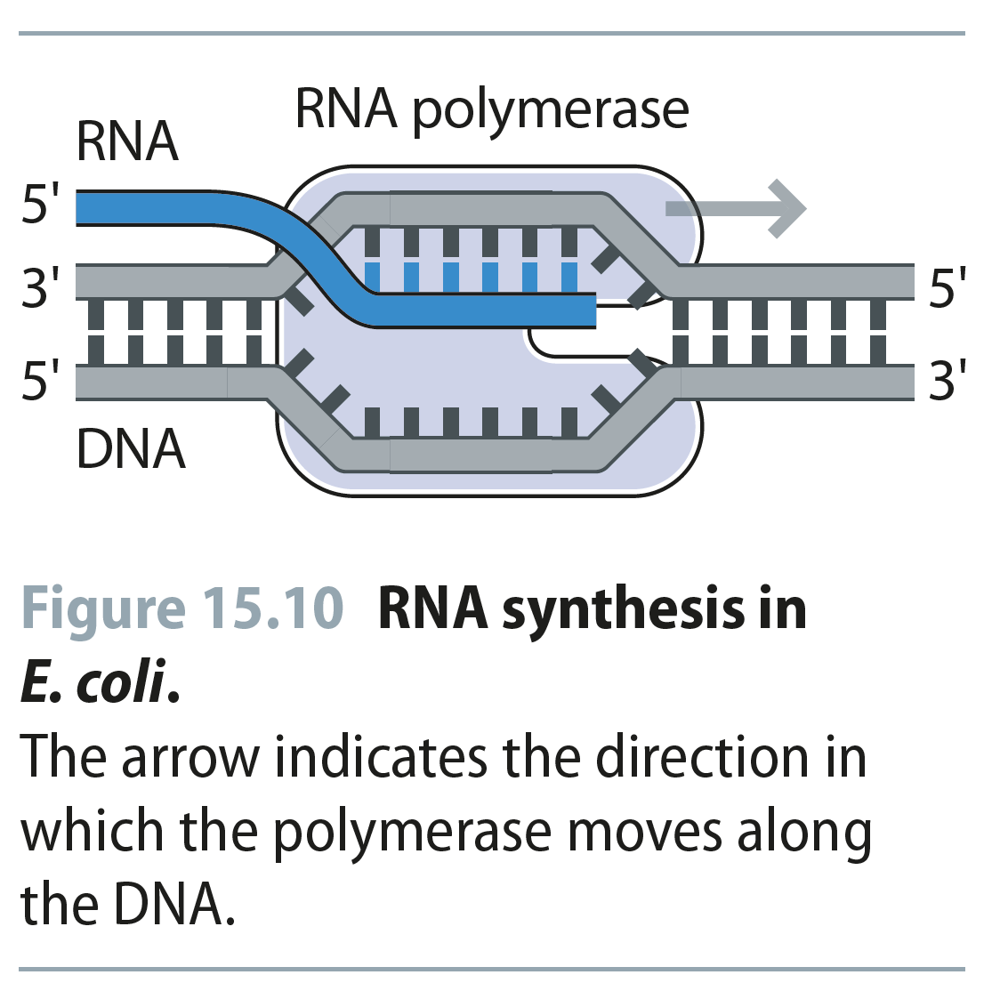 RNA polymerase
RNA
5'
3'
5'
5'
3'
DNA
Figure 15.10 RNA synthesis in
E. coli.
The arrow indicates the direction in
which the polymerase moves along
the DNA.